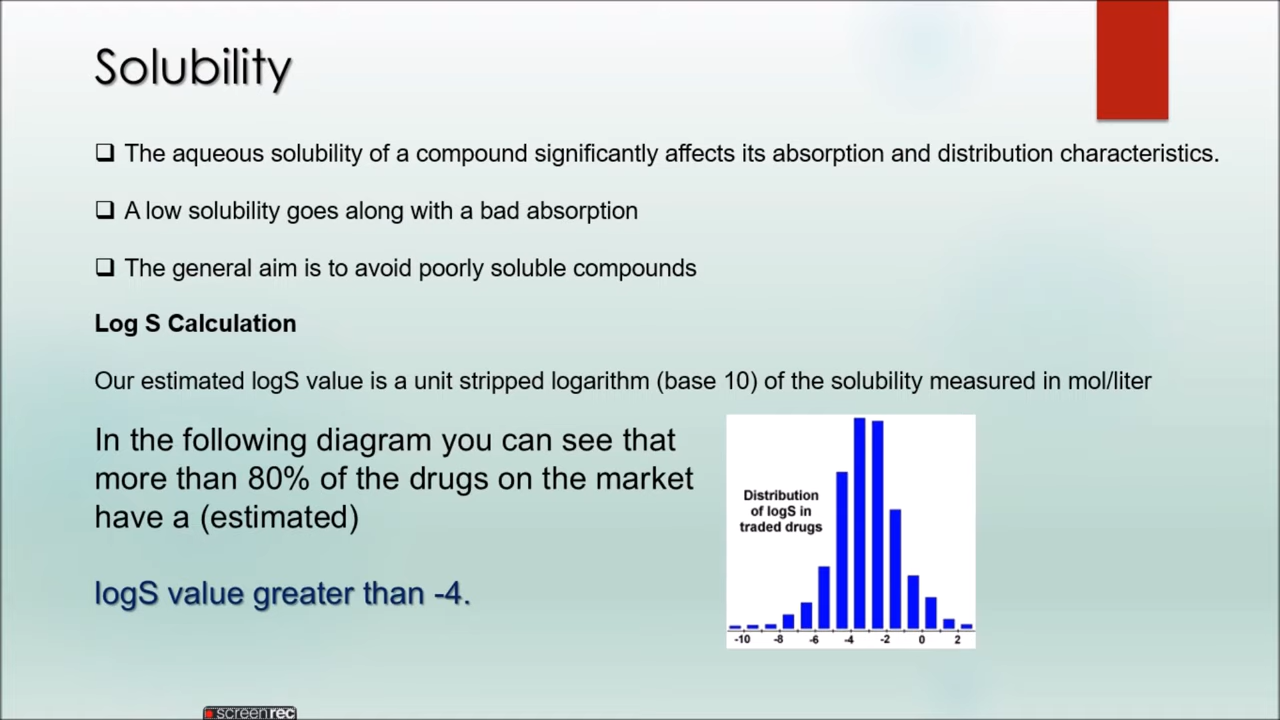 Solubility
❑ The aqueous solubility of a compound significantly affects its absorption and distribution characteristics.
❑ A low solubility goes along with a bad absorption
❑ The general aim is to avoid poorly soluble compounds
Log S Calculation
Our estimated logS value is a unit stripped logarithm (base 10) of the solubility measured in mol/liter
In the following diagram you can see that
more than 80% of the drugs on the market
have a (estimated)
logS value greater than -4.
Distribution
of logS in
traded drugs
-10 -8 -6 -4 -2 0 2
screenrec